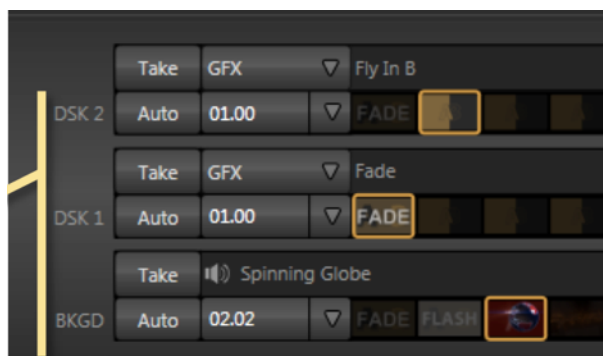 Take GFX Fly In B
DSK 2 Auto 01.00 FADE A A A
Take GFX Fade
DSK 1 Auto 01.00 FADE A A A
Take Spinning Globe
BKGD Auto 02.02 FADE FLASH